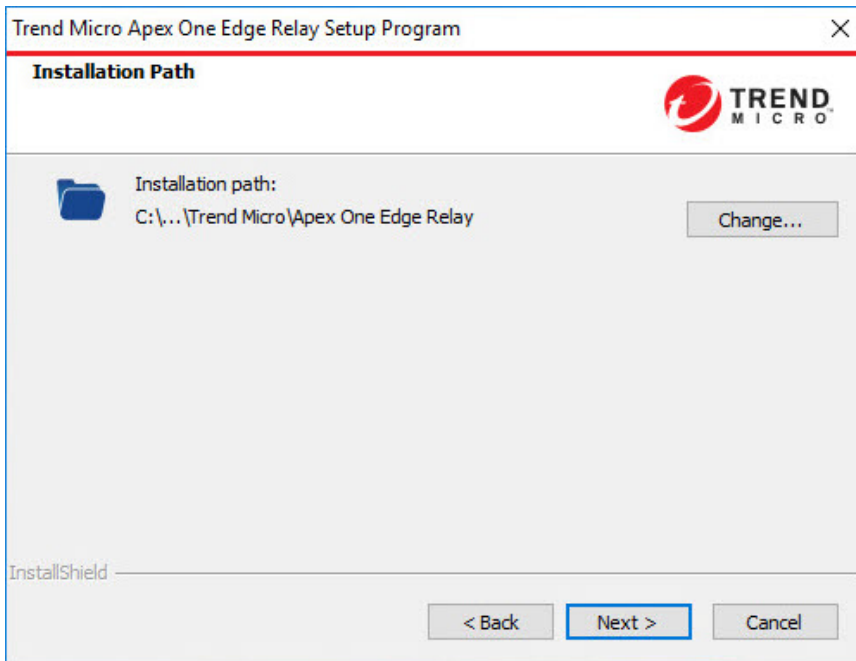 Trend Micro Apex One Edge Relay Setup Program
Installation Path
TREND
MICRO™
Installation path:
C:\...\Trend Micro\Apex One Edge Relay
Change...
InstallShield
< Back
Next >
Cancel